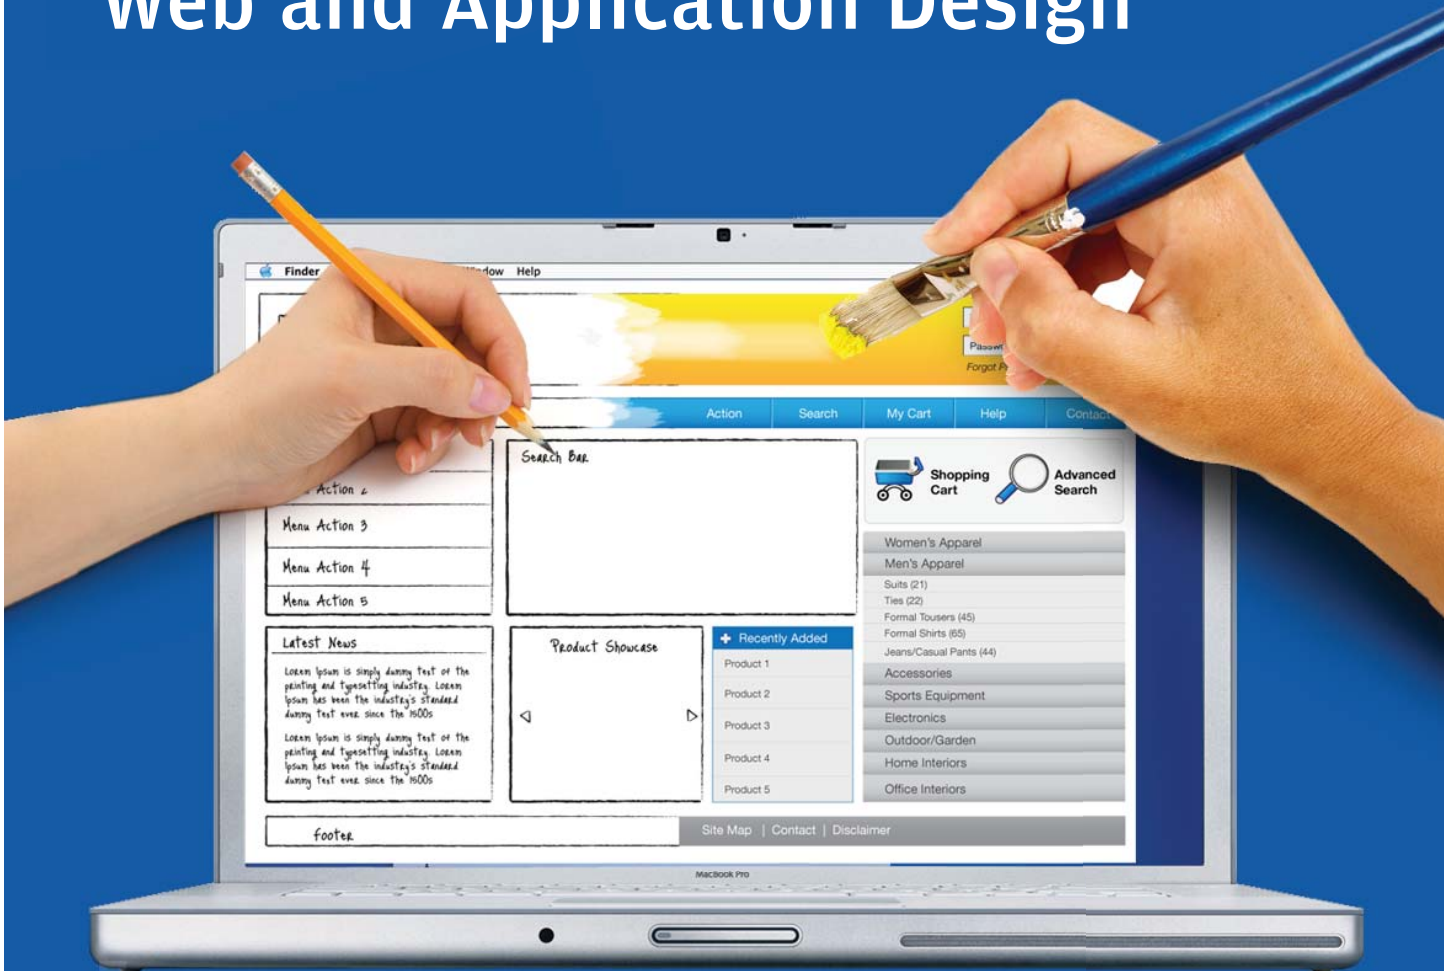 Web and Application Design
Finder
Window Help
Forgot
Action Search My Cart Help Contact
Search Bar
Action 2
Menu Action 3
Menu Action 4
Menu Action 5
Shopping
Cart
Advanced
Search
Women's Apparel
Men's Apparel
Suits (21)
Ties (22)
Formal Tousers (45)
Formal Shirts (65)
Jeans/Casual Pants (44)
Accessories
Sports Equipment
Electronics
Outdoor/Garden
Home Interiors
Office Interiors
Latest News
Lorem Ipsum is simply dummy text of the
printing and typesetting industry. Lorem
Ipsum has been the industry's standard
dummy text ever since the 1500s
Lorem Ipsum is simply dummy text of the
printing and typesetting industry. Lorem
Ipsum has been the industry's standard
dummy text ever since the 1500s
Product Showcase
+ Recently Added
Product 1
Product 2
Product 3
Product 4
Product 5
footer
Site Map | Contact | Disclaimer
MacBook Pro